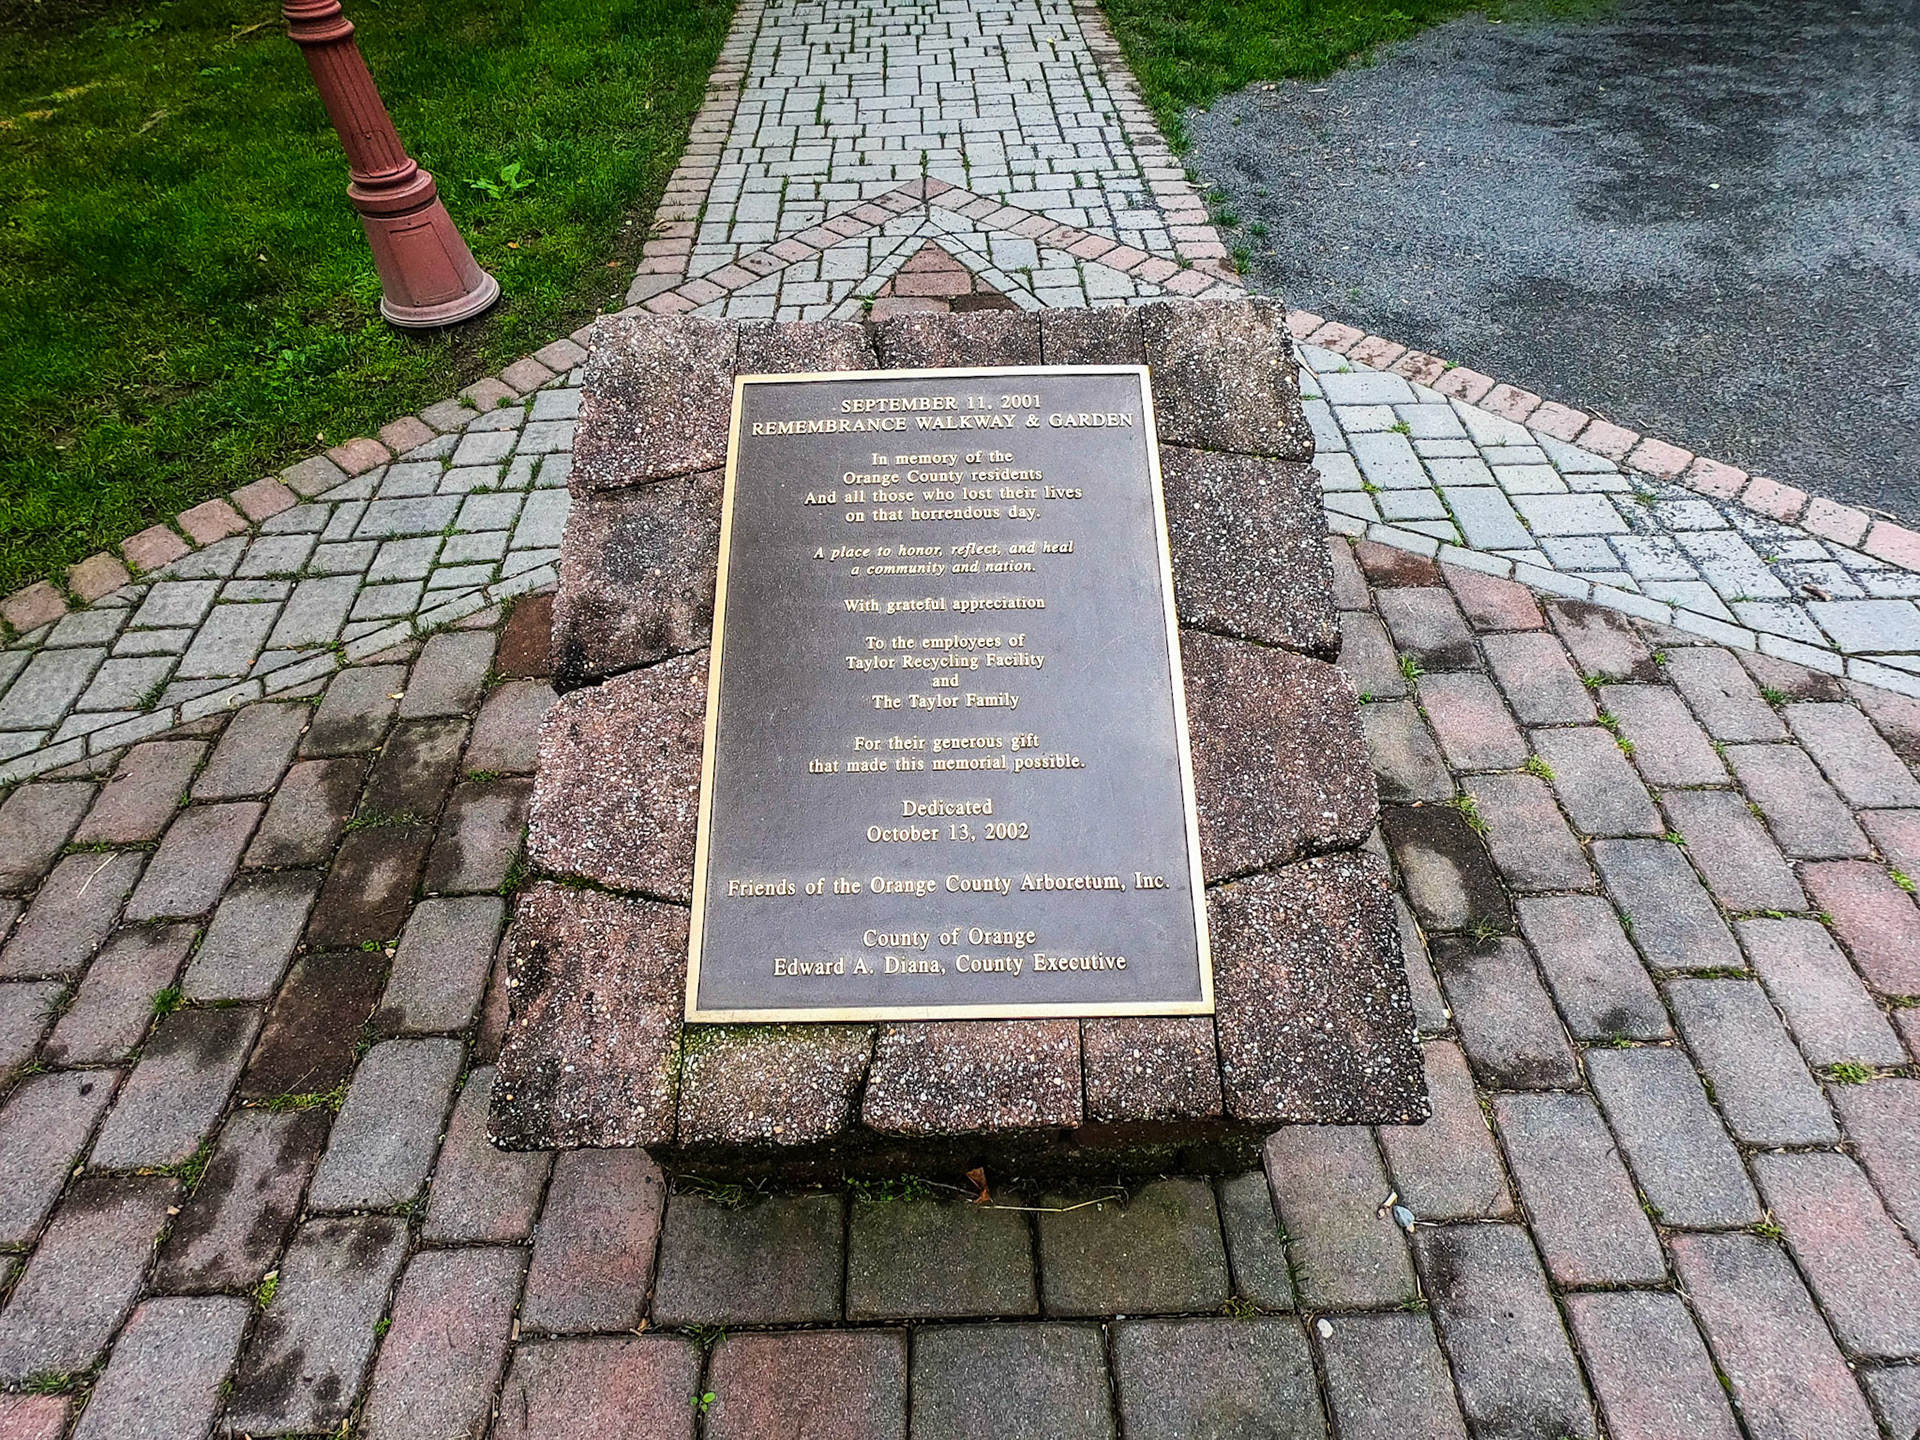 SEPTEMBER 11, 2001
REMEMBRANCE WALKWAY & GARDEN
In memory of the
Orange County residents
And all those who lost their lives
on that horrendous day.
A place to honor, reflect, and heal
a community and nation.
With grateful appreciation
To the employees of
Taylor Recycling Facility
and
The Taylor Family
For their generous gift
that made this memorial possible.
Dedicated
October 13, 2002
Friends of the Orange County Arboretum, Inc.
County of Orange
Edward A. Diana, County Executive